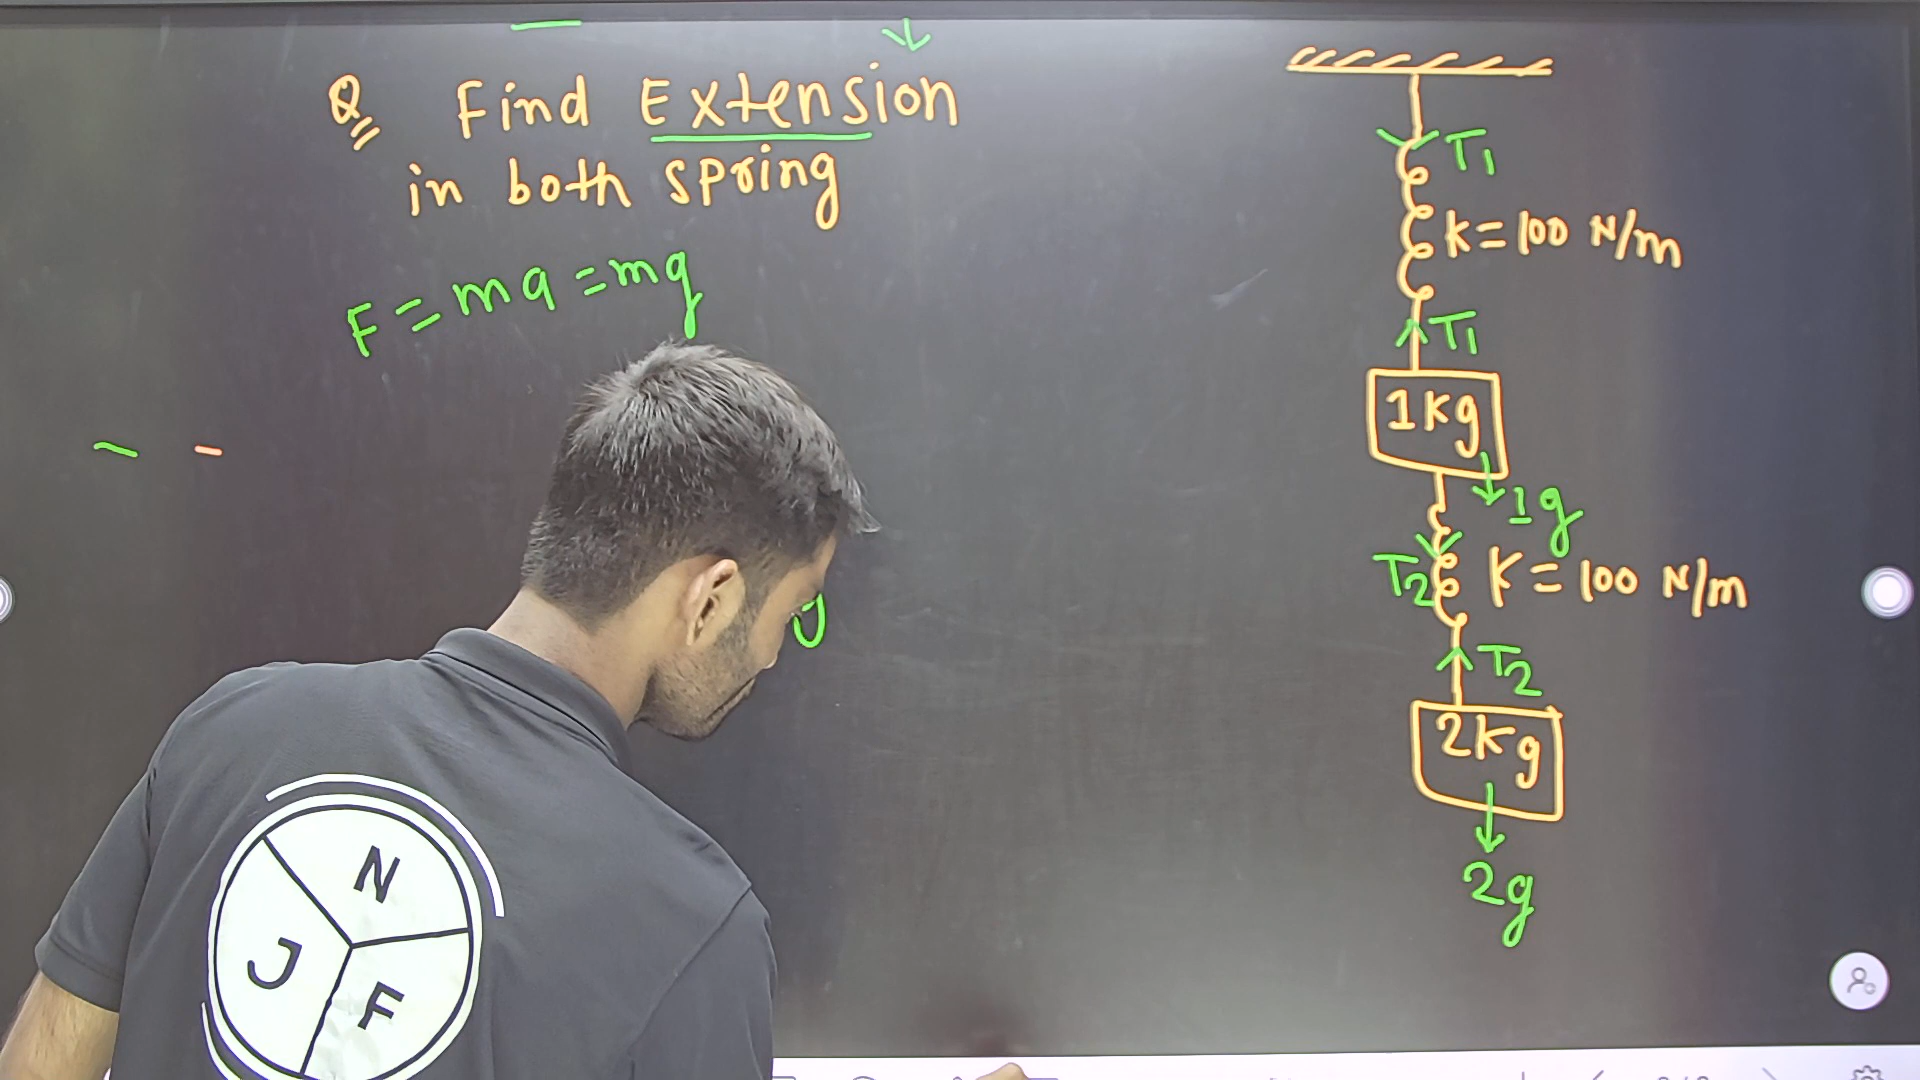 Q Find Extension
in both spring
F = ma = mg
T1
K = 100 N/m
T1
1Kg
1g
T2
K = 100 N/m
T2
2Kg
2g
N
J
F